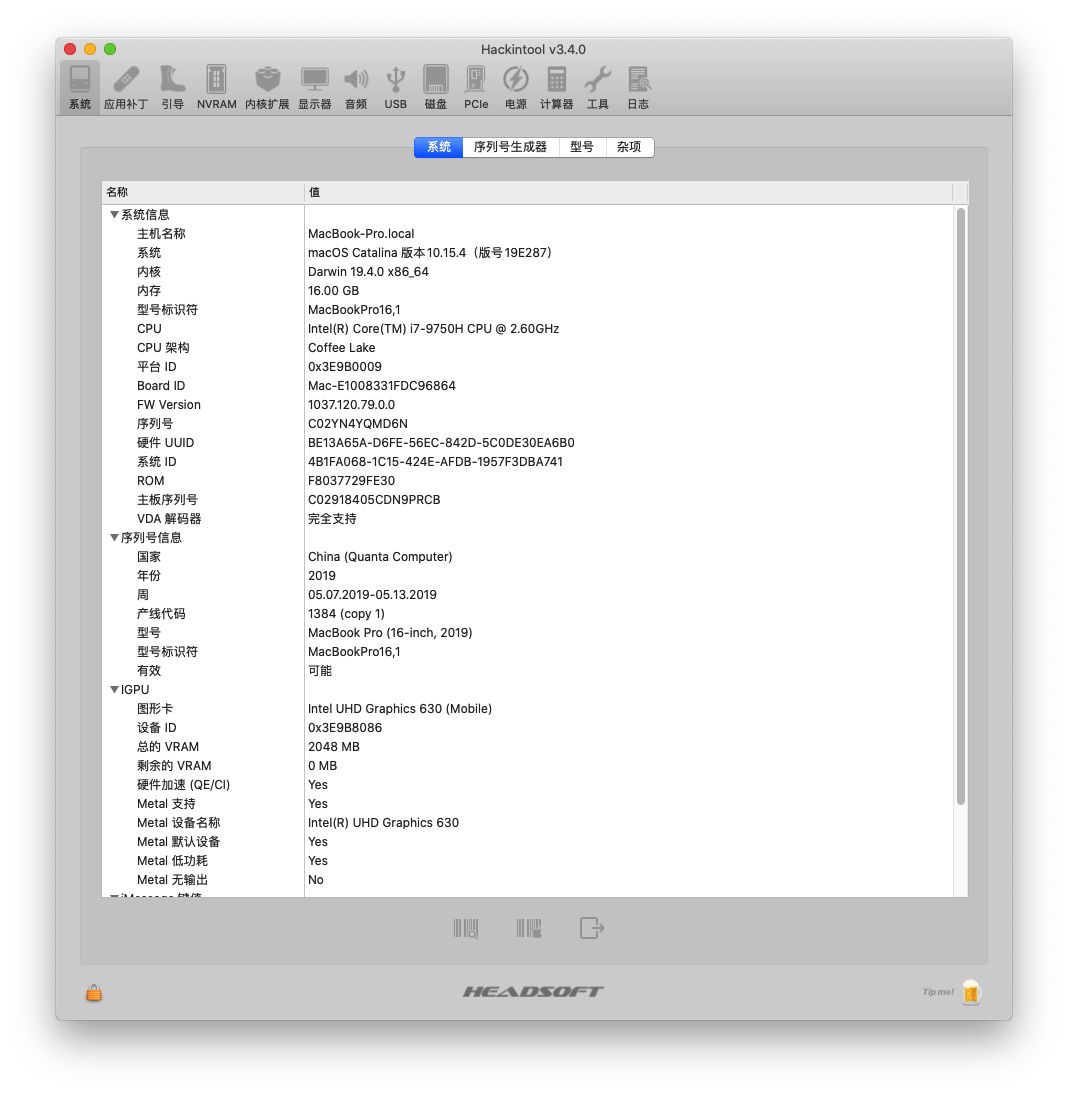 Hackintool v3.4.0
系统 应用补丁 引导 NVRAM 内核扩展 显示器 音频 USB 磁盘 PCIe 电源 计算器 工具 日志
系统 序列号生成器 型号 杂项
名称 值
系统信息
主机名称 MacBook-Pro.local
系统 macOS Catalina 版本10.15.4（版号19E287）
内核 Darwin 19.4.0 x86_64
内存 16.00 GB
型号标识符 MacBookPro16,1
CPU Intel(R) Core(TM) i7-9750H CPU @ 2.60GHz
CPU 架构 Coffee Lake
平台 ID 0x3E9B0009
Board ID Mac-E1008331FDC96864
FW Version 1037.120.79.0.0
序列号 C02YN4YQMD6N
硬件 UUID BE13A65A-D6FE-56EC-842D-5C0DE30EA6B0
系统 ID 4B1FA068-1C15-424E-AFDB-1957F3DBA741
ROM F8037729FE30
主板序列号 C02918405CDN9PRCB
VDA 解码器 完全支持
序列号信息
国家 China (Quanta Computer)
年份 2019
周 05.07.2019-05.13.2019
产线代码 1384 (copy 1)
型号 MacBook Pro (16-inch, 2019)
型号标识符 MacBookPro16,1
有效 可能
IGPU
图形卡 Intel UHD Graphics 630 (Mobile)
设备 ID 0x3E9B8086
总的 VRAM 2048 MB
剩余的 VRAM 0 MB
硬件加速 (QE/CI) Yes
Metal 支持 Yes
Metal 设备名称 Intel(R) UHD Graphics 630
Metal 默认设备 Yes
Metal 低功耗 Yes
Metal 无输出 No
HEADSOFT
Tip me!